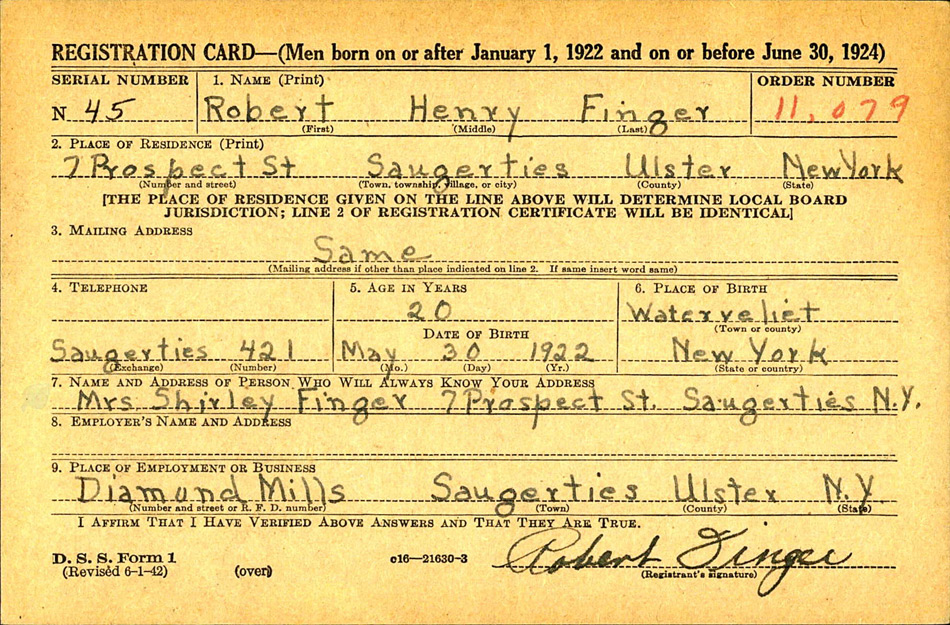 REGISTRATION CARD—(Men born on or after January 1, 1922 and on or before June 30, 1924)
SERIAL NUMBER 1. NAME (Print) ORDER NUMBER
N 45 Robert Henry Finger 11,079
(First) (Middle) (Last)
2. PLACE OF RESIDENCE (Print)
7 Prospect St Saugerties Ulster New York
(Number and street) (Town, township, village, or city) (County) (State)
[THE PLACE OF RESIDENCE GIVEN ON THE LINE ABOVE WILL DETERMINE LOCAL BOARD
JURISDICTION; LINE 2 OF REGISTRATION CERTIFICATE WILL BE IDENTICAL]
3. MAILING ADDRESS
Same
(Mailing address if other than place indicated on line 2. If same insert word same)
4. TELEPHONE 5. AGE IN YEARS 6. PLACE OF BIRTH
20 Waterveliet
DATE OF BIRTH (Town or county)
Saugerties 421 May 30 1922 New York
(Exchange) (Number) (Mo.) (Day) (Yr.) (State or country)
7. NAME AND ADDRESS OF PERSON WHO WILL ALWAYS KNOW YOUR ADDRESS
Mrs Shirley Finger 7 Prospect St. Saugerties N.Y.
8. EMPLOYER'S NAME AND ADDRESS
9. PLACE OF EMPLOYMENT OR BUSINESS
Diamond Mills Saugerties Ulster N.Y.
(Number and street or R. F. D. number) (Town) (County) (State)
I AFFIRM THAT I HAVE VERIFIED ABOVE ANSWERS AND THAT THEY ARE TRUE.
D. S. S. Form 1 c16—21630-3 Robert Finger
(Revised 6-1-42) (over) (Registrant's signature)